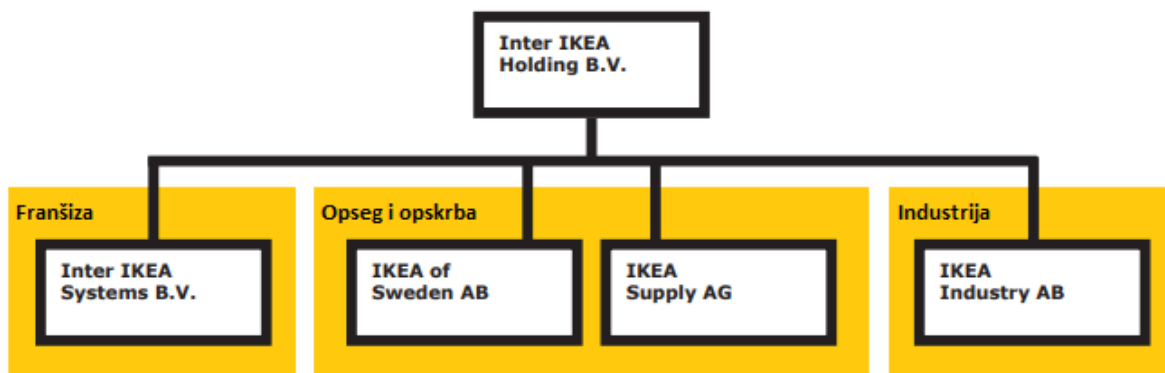 Inter IKEA
Holding B.V.
Franšiza
Opseg i opskrba
Industrija
Inter IKEA
Systems B.V.
IKEA of
Sweden AB
IKEA
Supply AG
IKEA
Industry AB